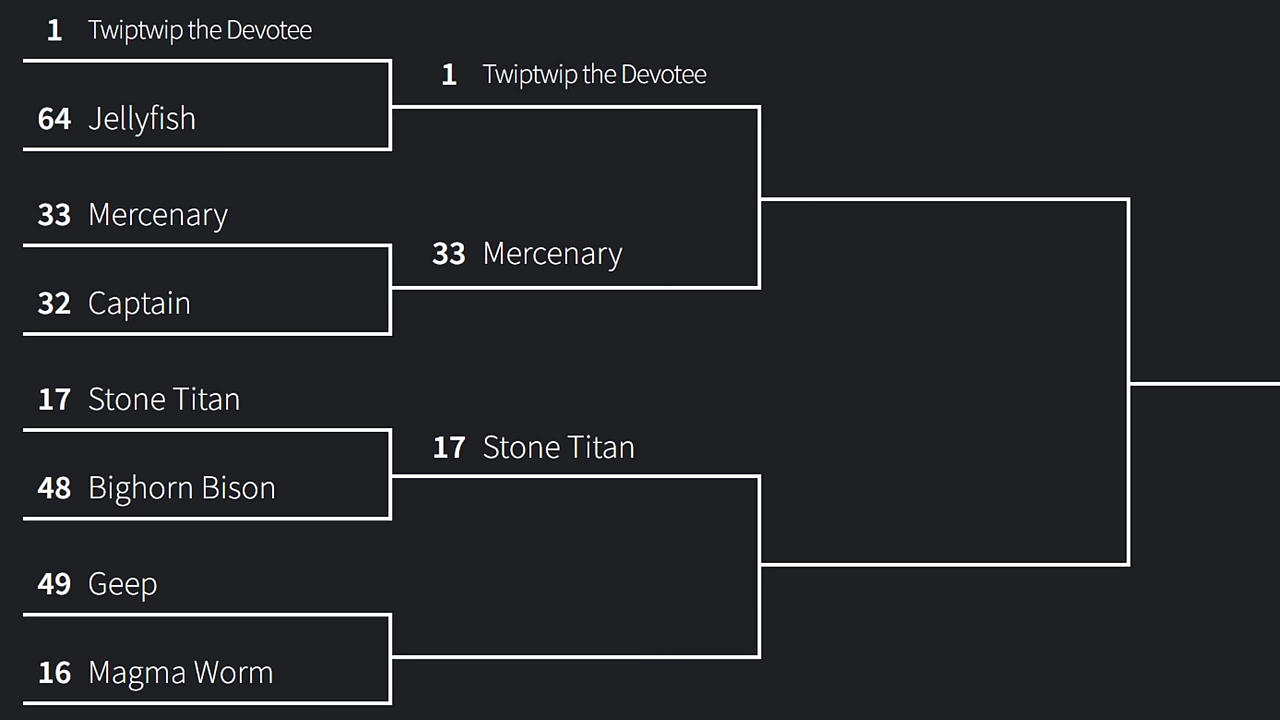 1 Twiptwip the Devotee
64 Jellyfish
33 Mercenary
32 Captain
17 Stone Titan
48 Bighorn Bison
49 Geep
16 Magma Worm
1 Twiptwip the Devotee
33 Mercenary
17 Stone Titan